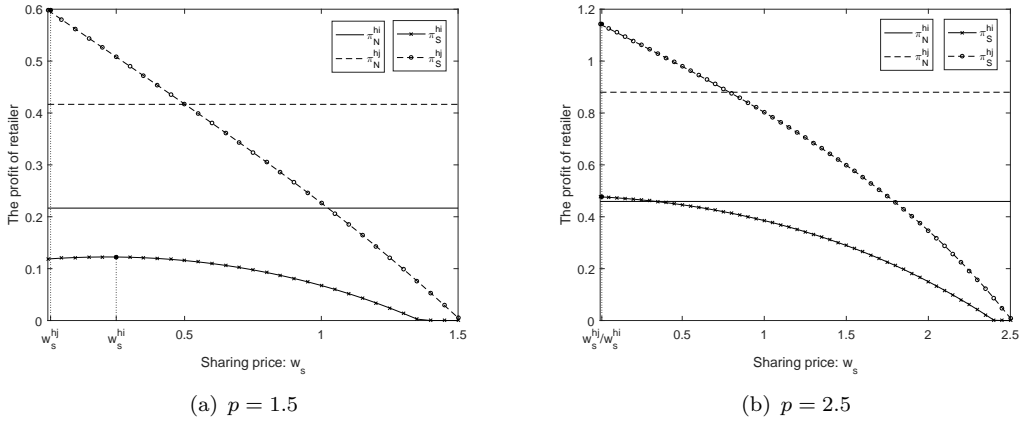 0.6
0.5
0.4
0.3
0.2
0.1
0
The profit of retailer
π_N^{hi}
π_N^{hj}
π_S^{hi}
π_S^{hj}
w_s^{hj}
w_s^{hi}
0.5
1
1.5
Sharing price: w_s
(a) p = 1.5
1.2
1
0.8
0.6
0.4
0.2
0
The profit of retailer
π_N^{hi}
π_N^{hj}
π_S^{hi}
π_S^{hj}
w_s^{hj}/w_s^{hi}
0.5
1
1.5
2
2.5
Sharing price: w_s
(b) p = 2.5